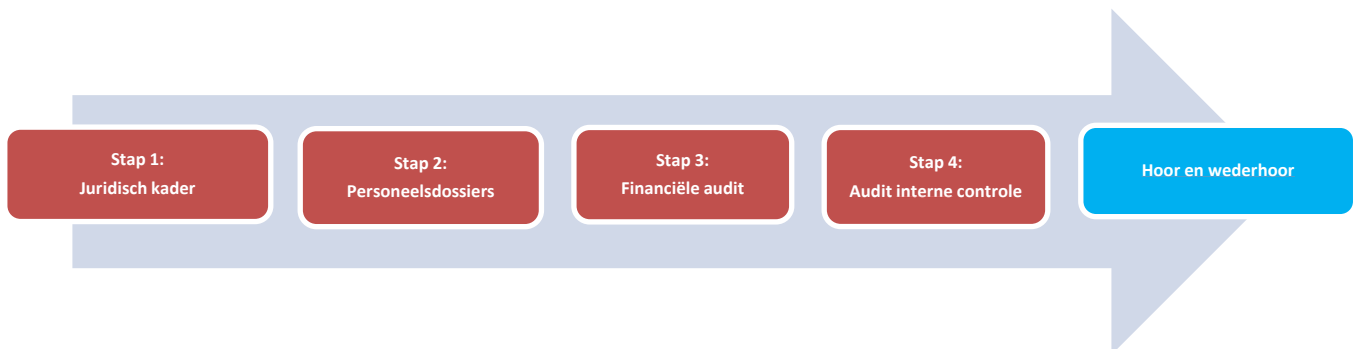 Stap 1:
Juridisch kader
Stap 2:
Personeelsdossiers
Stap 3:
Financiële audit
Stap 4:
Audit interne controle
Hoor en wederhoor